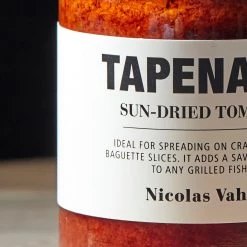 TAPENA
SUN-DRIED TOM
IDEAL FOR SPREADING ON CRA
BAGUETTE SLICES. IT ADDS A SAV
TO ANY GRILLED FISH
Nicolas Vah